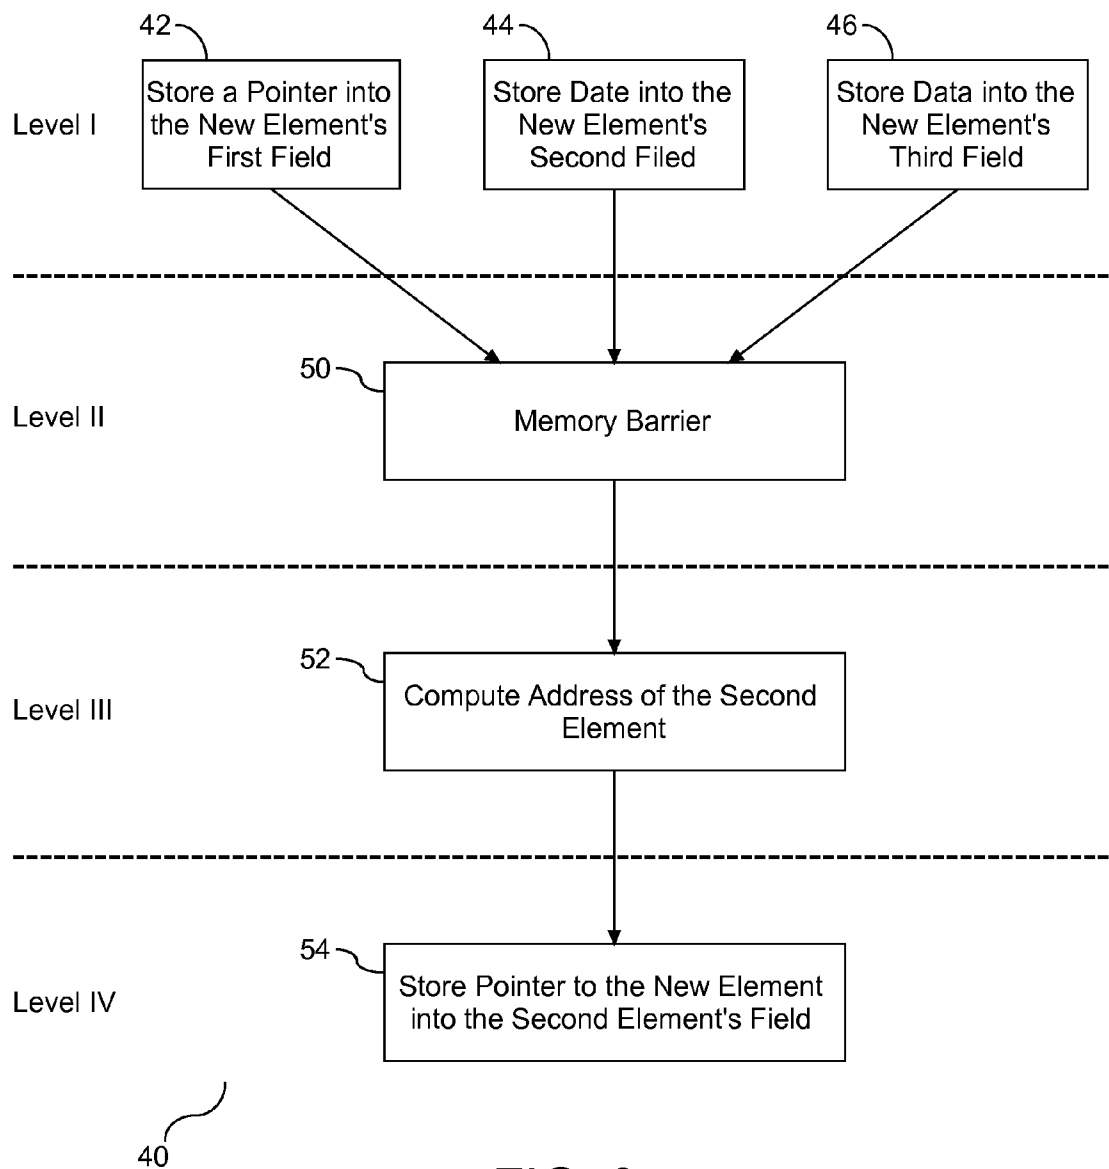 42
44
46
Level I
Store a Pointer into
the New Element's
First Field
Store Date into the
New Element's
Second Filed
Store Data into the
New Element's
Third Field
50
Level II
Memory Barrier
52
Level III
Compute Address of the Second
Element
54
Level IV
Store Pointer to the New Element
into the Second Element's Field
40